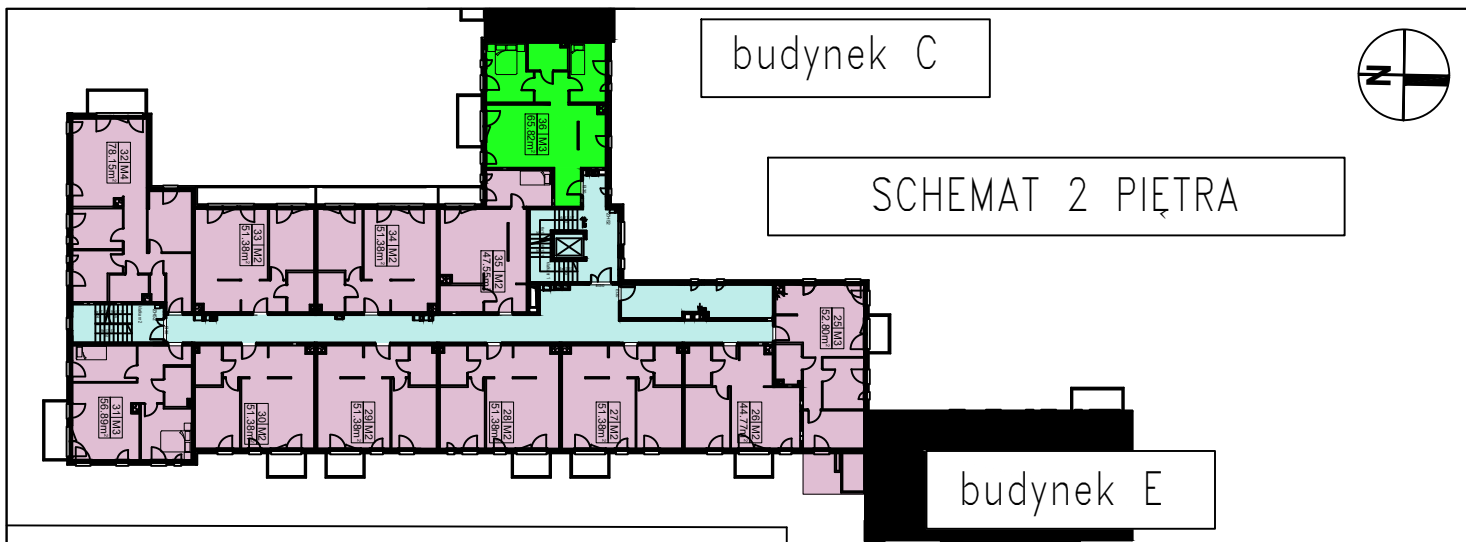 budynek C
N
SCHEMAT 2 PIĘTRA
36 M3
65.82m²
32 M4
78.15m²
33 M2
51.38m²
34 M2
51.38m²
35 M2
47.55m²
25 M3
52.80m²
31 M3
56.89m²
30 M2
51.38m²
29 M2
51.38m²
28 M2
51.38m²
27 M2
51.38m²
26 M2
44.77m²
budynek E